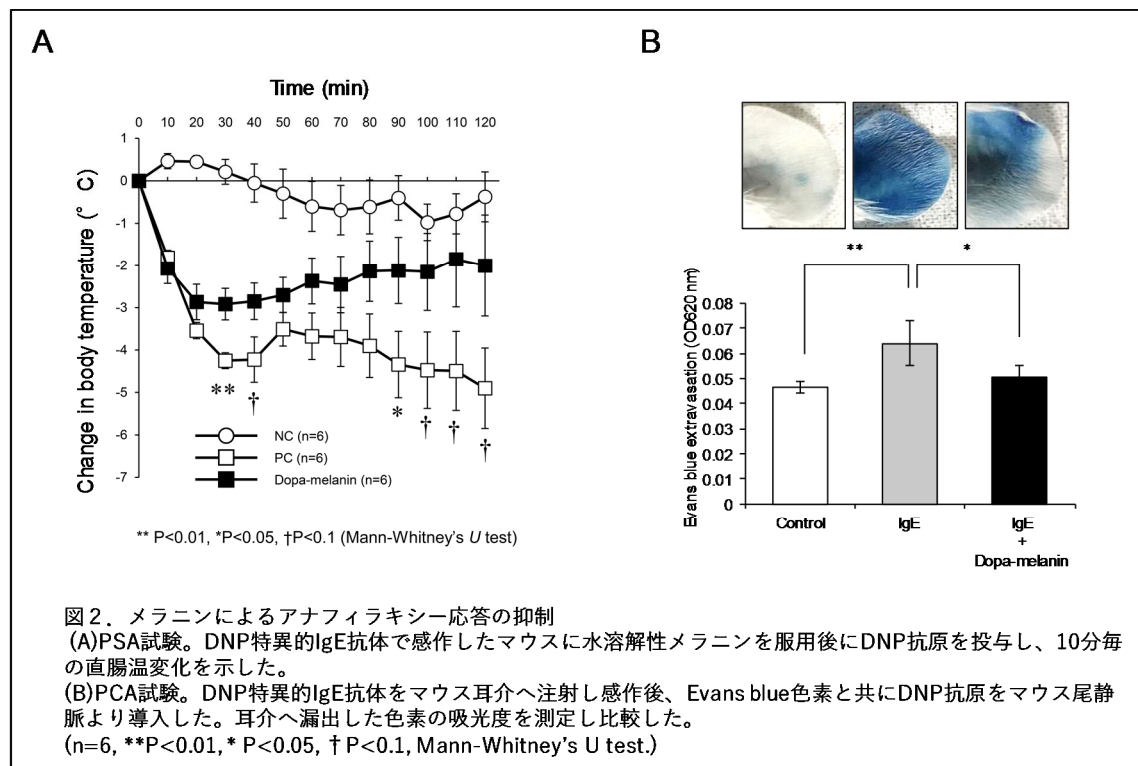 A
Time (min)
0 10 20 30 40 50 60 70 80 90 100 110 120
Change in body temperature (° C)
1
0
-1
-2
-3
-4
-5
-6
-7
** † * † † †
NC (n=6)
PC (n=6)
Dopa-melanin (n=6)
** P<0.01, *P<0.05, †P<0.1 (Mann-Whitney's U test)
B
** *
Evans blue extravasation (OD620 nm)
0.08
0.07
0.06
0.05
0.04
0.03
0.02
0.01
0
Control IgE IgE
+
Dopa-melanin
図2．メラニンによるアナフィラキシー応答の抑制
(A)PSA試験。DNP特異的IgE抗体で感作したマウスに水溶解性メラニンを服用後にDNP抗原を投与し、10分毎
の直腸温変化を示した。
(B)PCA試験。DNP特異的IgE抗体をマウス耳介へ注射し感作後、Evans blue色素と共にDNP抗原をマウス尾静
脈より導入した。耳介へ漏出した色素の吸光度を測定し比較した。
(n=6, **P<0.01, * P<0.05, † P<0.1, Mann-Whitney's U test.)